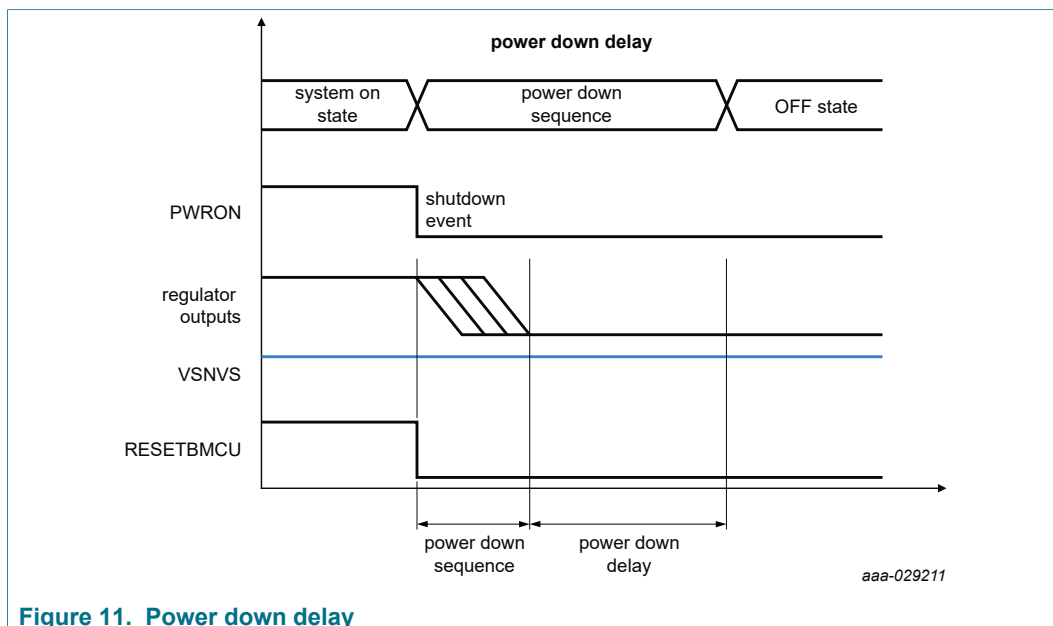 power down delay
system on
state
power down
sequence
OFF state
PWRON
shutdown
event
regulator
outputs
VSNVS
RESETBMCU
power down
sequence
power down
delay
aaa-029211
Figure 11. Power down delay